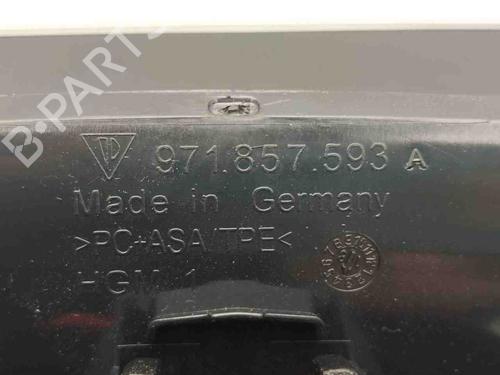 B-PARTS
971.857.593 A
Made in Germany
>PC+ASA/TPE<
HGM 1